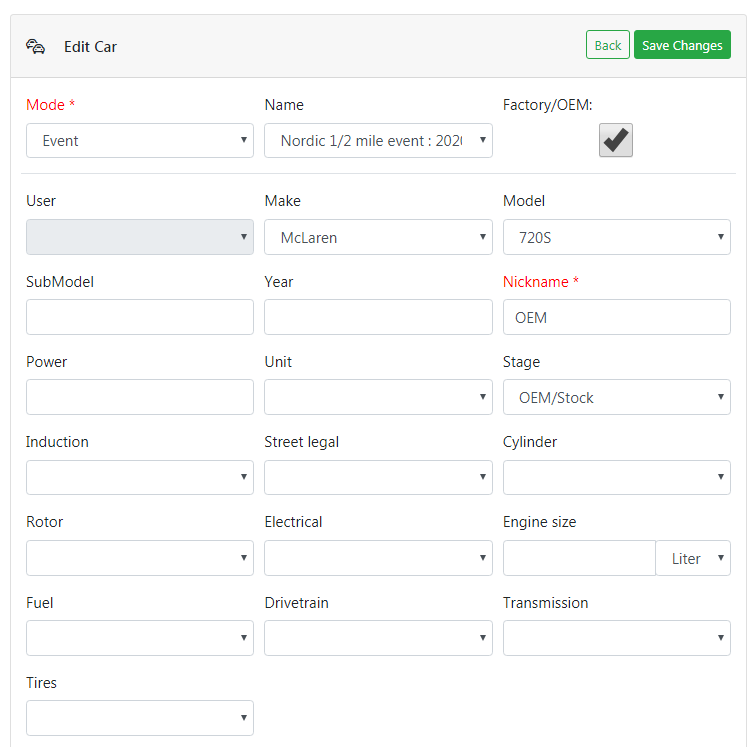 Edit Car
Back
Save Changes
Mode *
Name
Factory/OEM:
Event
Nordic 1/2 mile event : 202
User
Make
Model
McLaren
720S
SubModel
Year
Nickname *
OEM
Power
Unit
Stage
OEM/Stock
Induction
Street legal
Cylinder
Rotor
Electrical
Engine size
Liter
Fuel
Drivetrain
Transmission
Tires